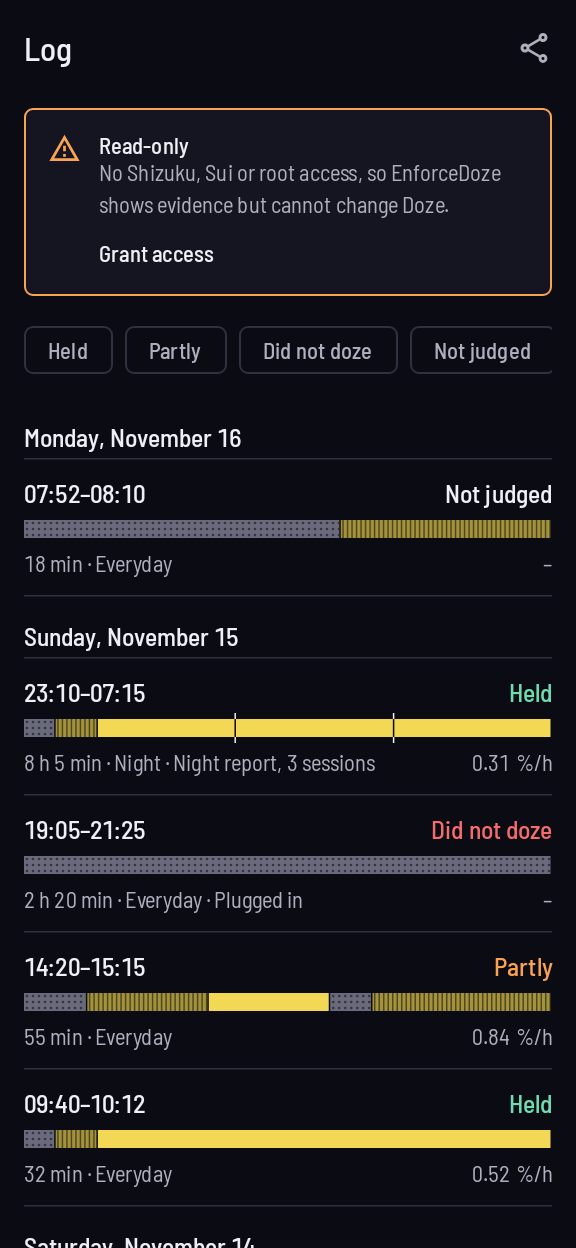 Log
Read-only
No Shizuku, Sui or root access, so EnforceDoze
shows evidence but cannot change Doze.
Grant access
Held
Partly
Did not doze
Not judged
Monday, November 16
07:52–08:10
Not judged
18 min · Everyday
–
Sunday, November 15
23:10–07:15
Held
8 h 5 min · Night · Night report, 3 sessions
0.31 %/h
19:05–21:25
Did not doze
2 h 20 min · Everyday · Plugged in
–
14:20–15:15
Partly
55 min · Everyday
0.84 %/h
09:40–10:12
Held
32 min · Everyday
0.52 %/h
Saturday, November 14